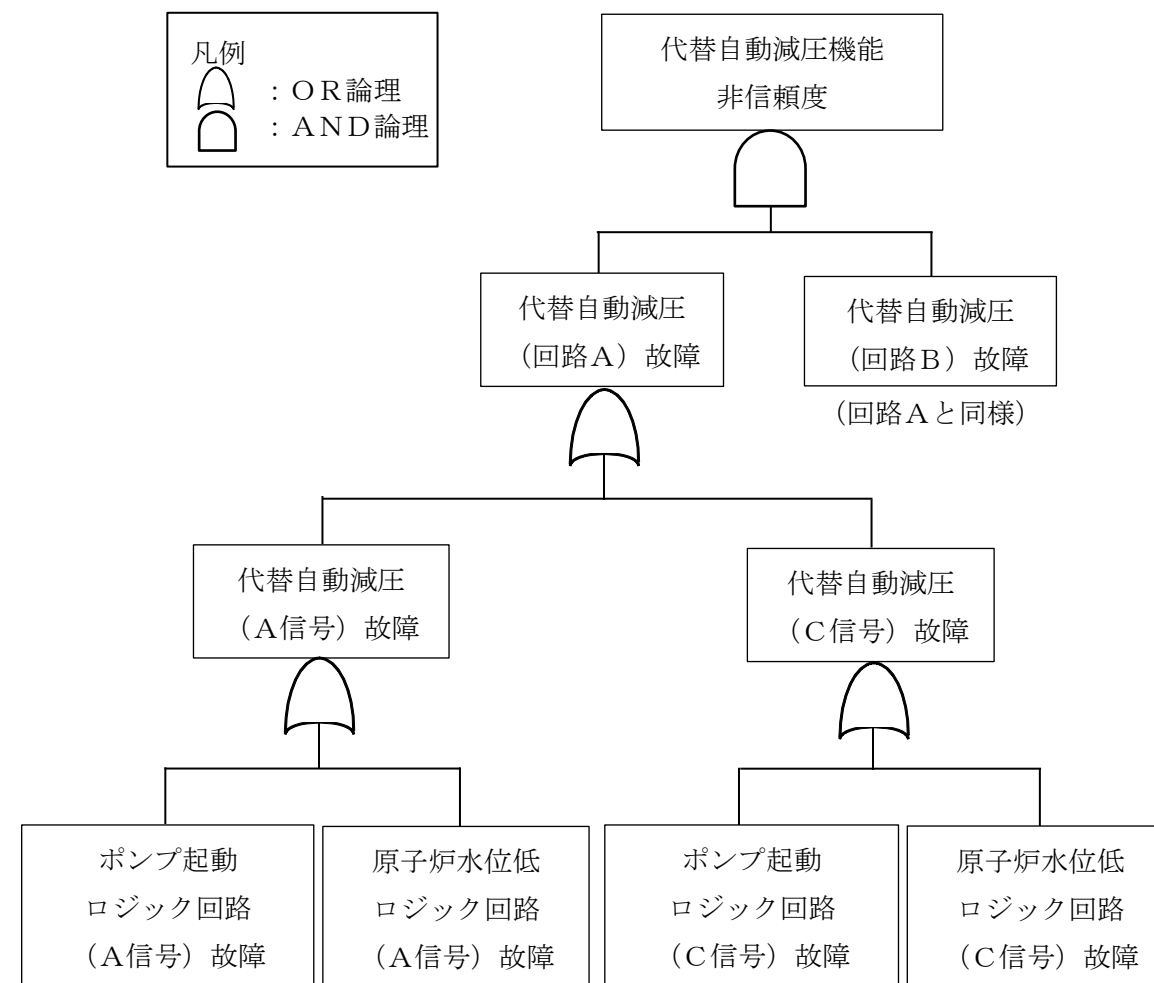 凡例
:OR論理
:AND論理
代替自動減圧機能
非信頼度
代替自動減圧
(回路A)故障
代替自動減圧
(回路B)故障
(回路Aと同様)
代替自動減圧
(A信号)故障
代替自動減圧
(C信号)故障
ポンプ起動
ロジック回路
(A信号)故障
原子炉水位低
ロジック回路
(A信号)故障
ポンプ起動
ロジック回路
(C信号)故障
原子炉水位低
ロジック回路
(C信号)故障